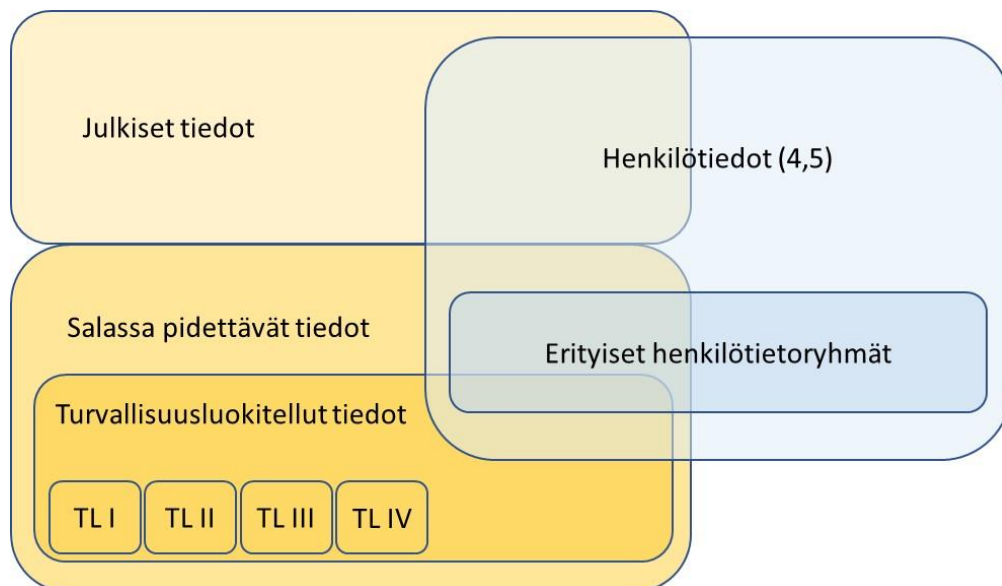 Julkiset tiedot
Henkilötiedot (4,5)
Salassa pidettävät tiedot
Erityiset henkilötietoryhmät
Turvallisuusluokitellut tiedot
TL I
TL II
TL III
TL IV